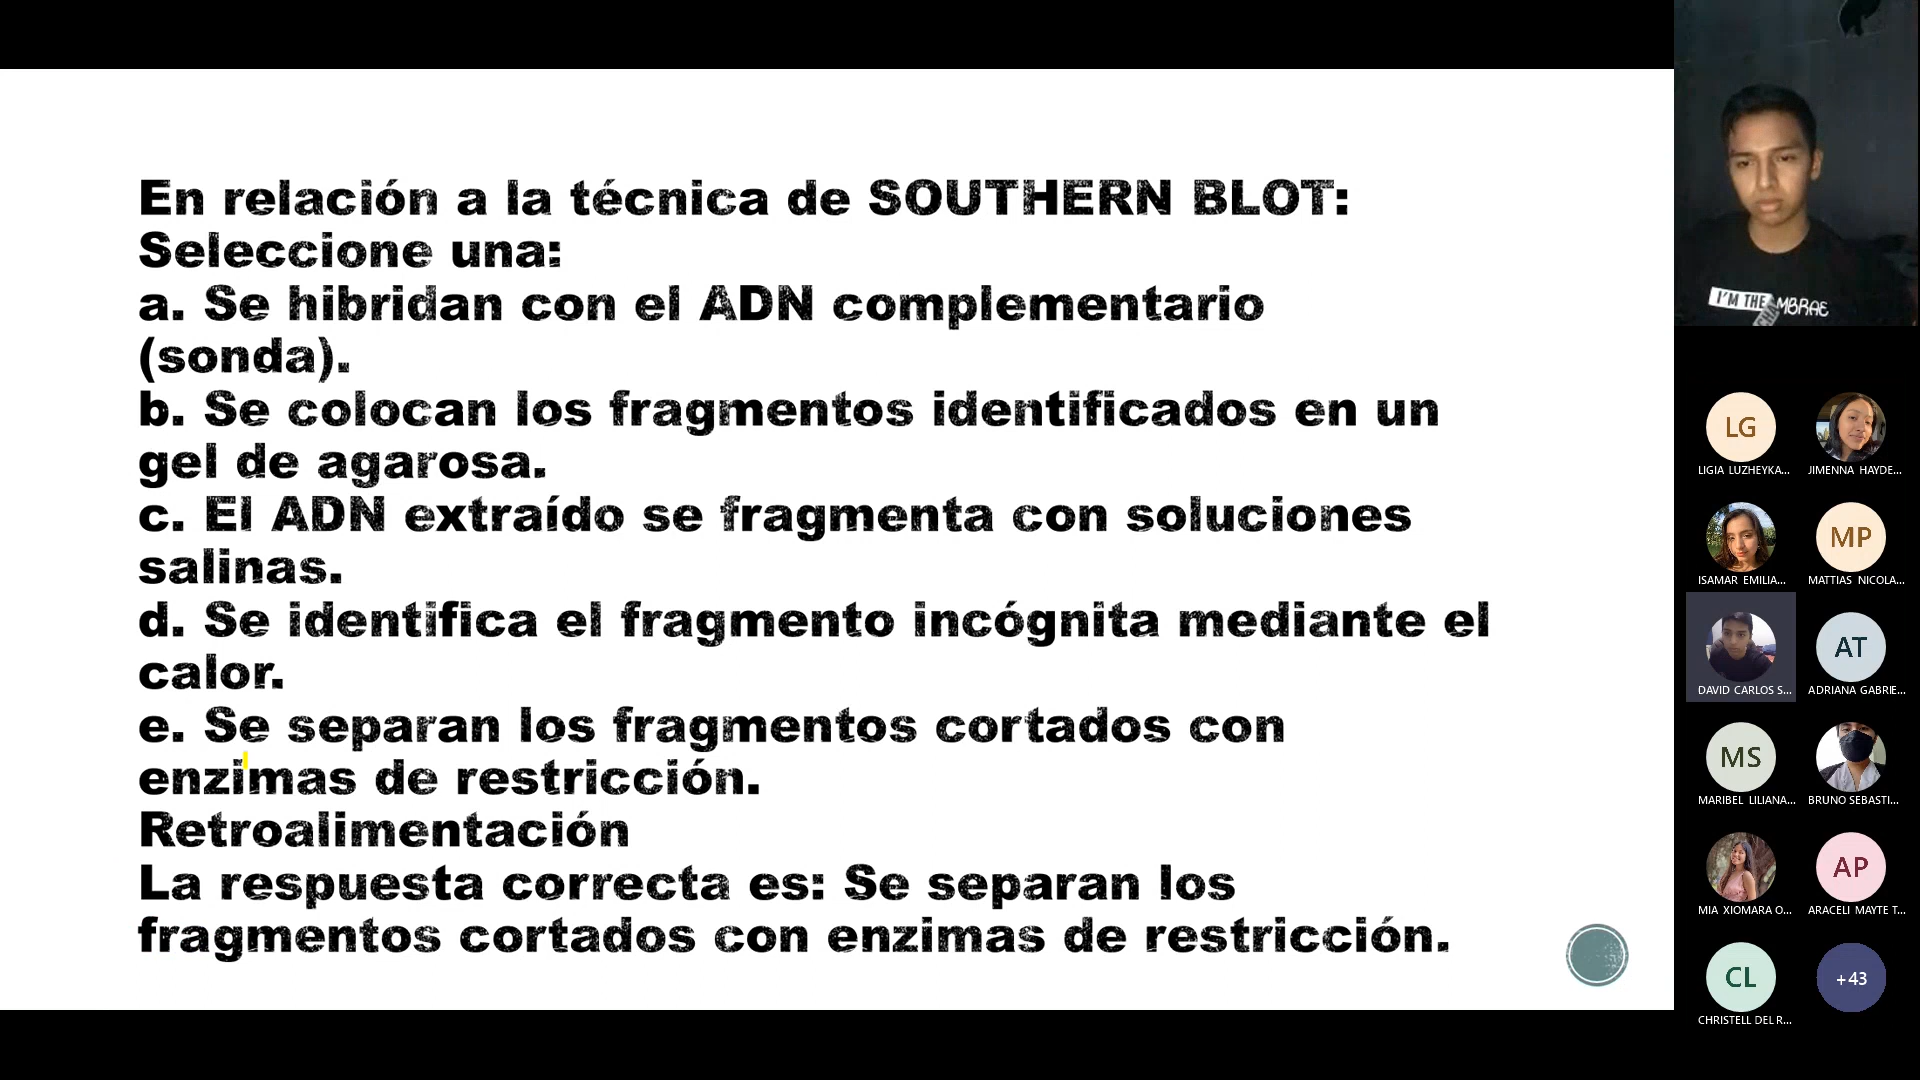 En relación a la técnica de SOUTHERN BLOT:
Seleccione una:
a. Se hibridan con el ADN complementario
(sonda).
b. Se colocan los fragmentos identificados en un
gel de agarosa.
c. El ADN extraído se fragmenta con soluciones
salinas.
d. Se identifica el fragmento incógnita mediante el
calor.
e. Se separan los fragmentos cortados con
enzimas de restricción.
Retroalimentación
La respuesta correcta es: Se separan los
fragmentos cortados con enzimas de restricción.
I'M THE
LG
LIGIA LUZHEYKA...
JIMENNA HAYDE...
ISAMAR EMILIA...
MP
MATTIAS NICOLA...
DAVID CARLOS S...
AT
ADRIANA GABRIE...
MS
MARIBEL LILIANA...
BRUNO SEBASTI...
MIA XIOMARA O...
AP
ARACELI MAYTE T...
CL
CHRISTELL DEL R...
+43